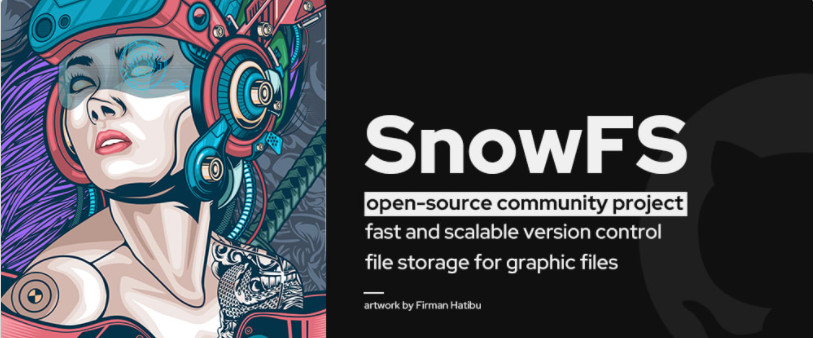 SnowFS
open-source community project
fast and scalable version control
file storage for graphic files
artwork by Firman Hatibu